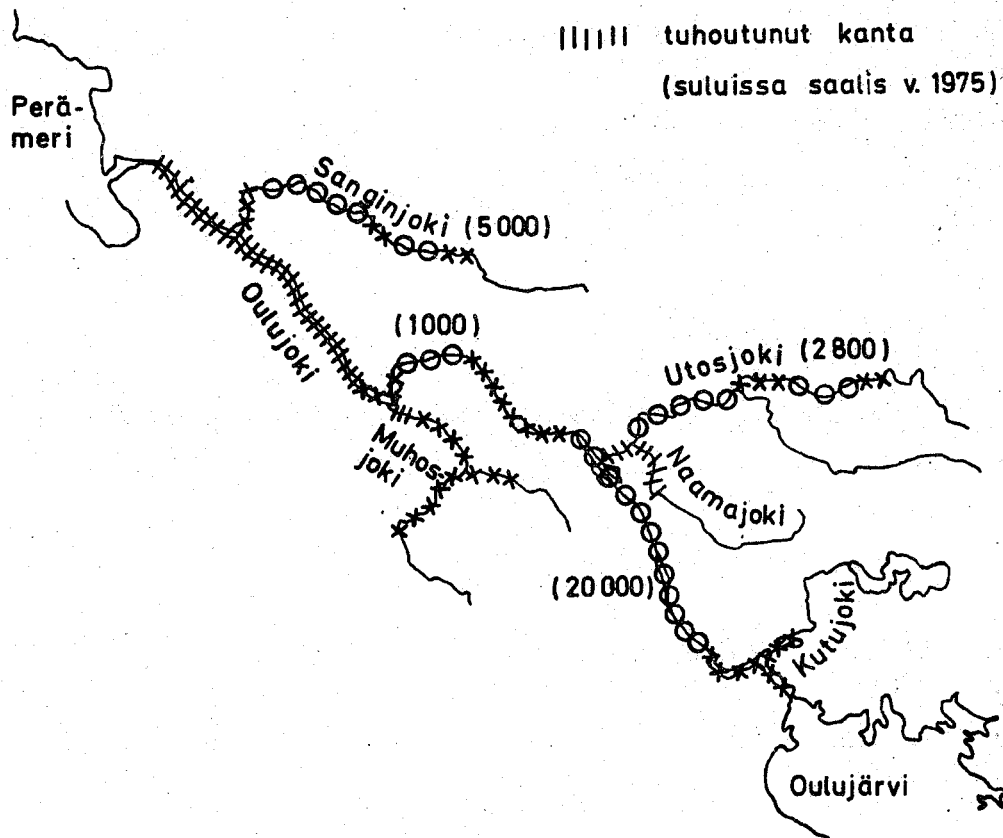 tuhoutunut kanta
(suluissa saalis v. 1975)
Perä-
meri
Sanginjoki (5000)
Oulujoki
(1000)
Utosjoki (2800)
Muhos-
joki
Naamajoki
(20000)
Kutujoki
Oulujärvi